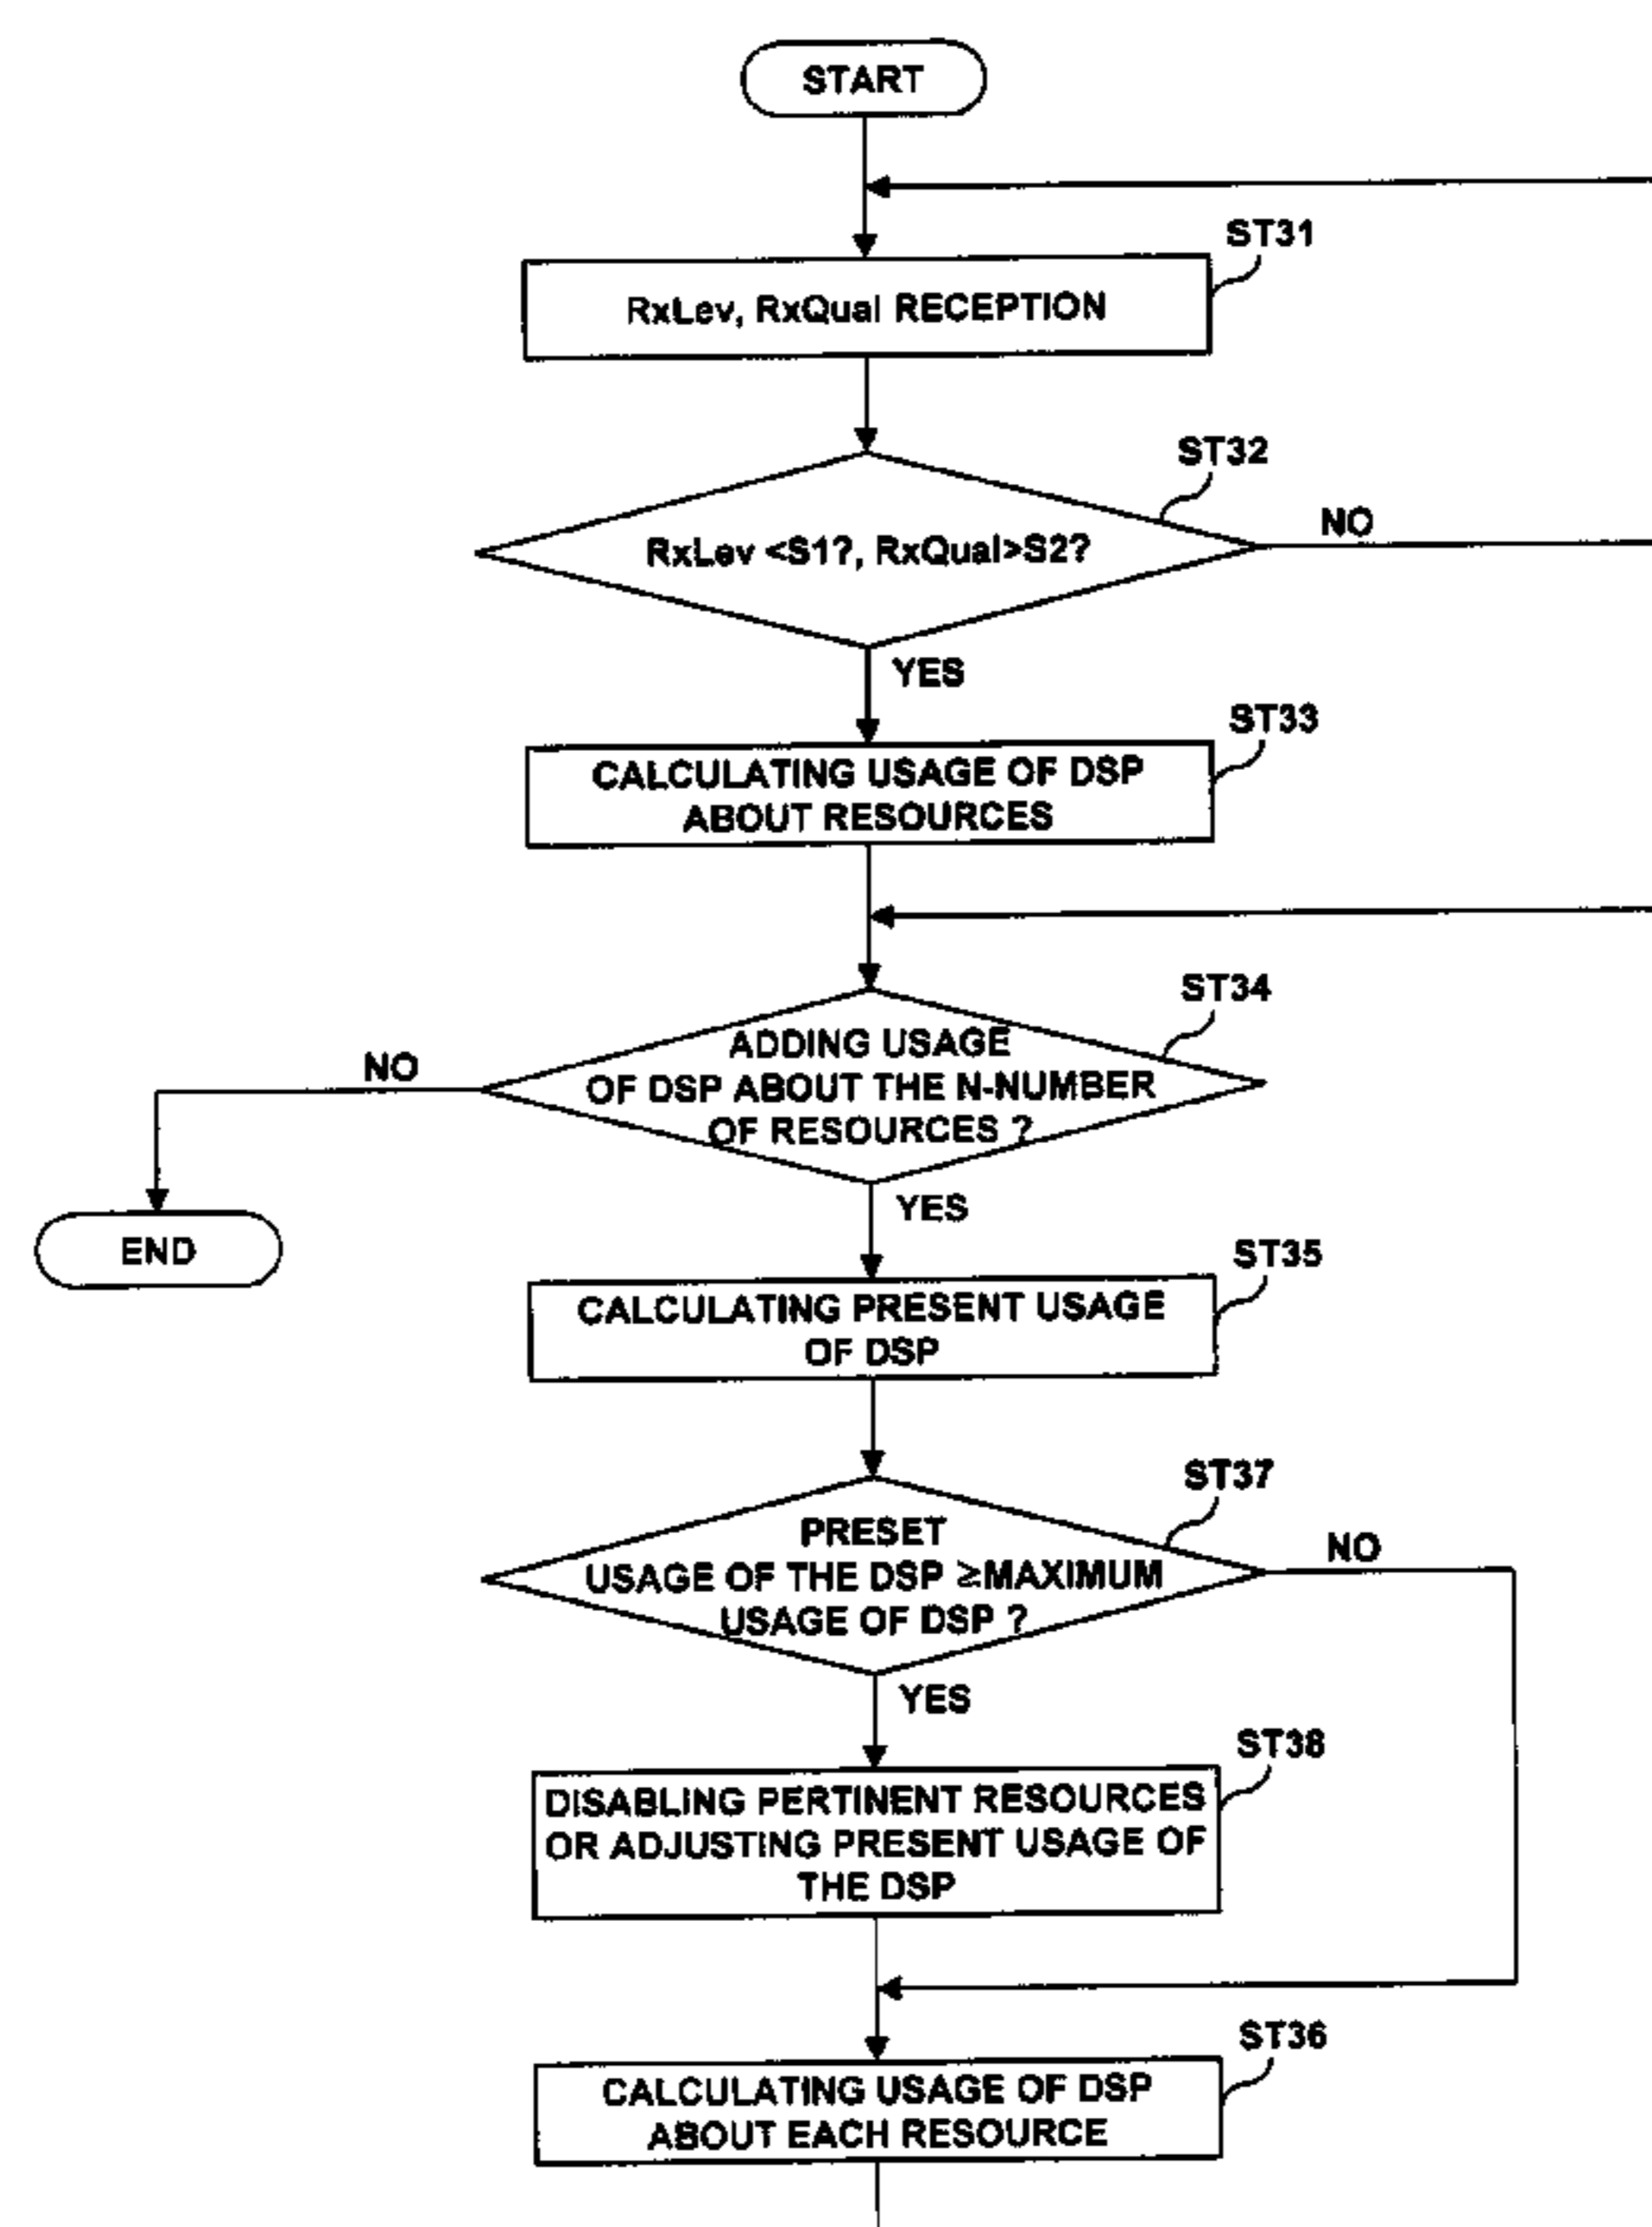 START
ST31
RxLev, RxQual RECEPTION
ST32
RxLev <S1?, RxQual>S2?
NO
YES
ST33
CALCULATING USAGE OF DSP
ABOUT RESOURCES
ST34
ADDING USAGE
OF DSP ABOUT THE N-NUMBER
OF RESOURCES ?
NO
YES
END
ST35
CALCULATING PRESENT USAGE
OF DSP
ST37
PRESET
USAGE OF THE DSP ≥MAXIMUM
USAGE OF DSP ?
NO
YES
ST38
DISABLING PERTINENT RESOURCES
OR ADJUSTING PRESENT USAGE OF
THE DSP
ST36
CALCULATING USAGE OF DSP
ABOUT EACH RESOURCE